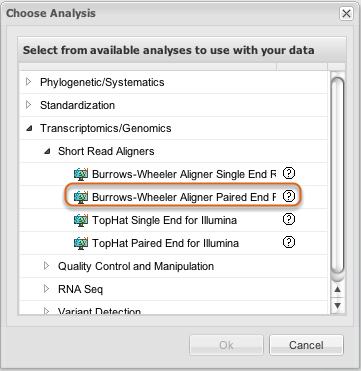 Choose Analysis
Select from available analyses to use with your data
Phylogenetic/Systematics
Standardization
Transcriptomics/Genomics
Short Read Aligners
Burrows-Wheeler Aligner Single End R
Burrows-Wheeler Aligner Paired End R
TopHat Single End for Illumina
TopHat Paired End for Illumina
Quality Control and Manipulation
RNA Seq
Variant Detection
Ok
Cancel